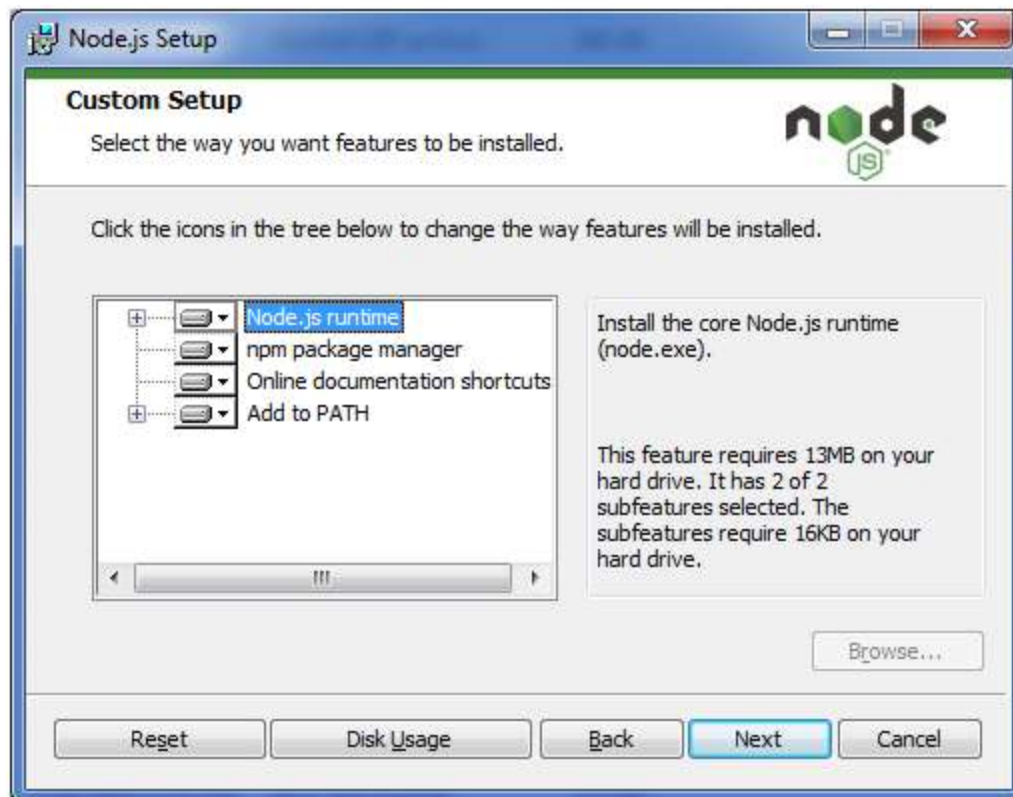 Node.js Setup
Custom Setup
Select the way you want features to be installed.
node
JS
Click the icons in the tree below to change the way features will be installed.
Node.js runtime
npm package manager
Online documentation shortcuts
Add to PATH
Install the core Node.js runtime
(node.exe).
This feature requires 13MB on your
hard drive. It has 2 of 2
subfeatures selected. The
subfeatures require 16KB on your
hard drive.
Browse...
Reset
Disk Usage
Back
Next
Cancel